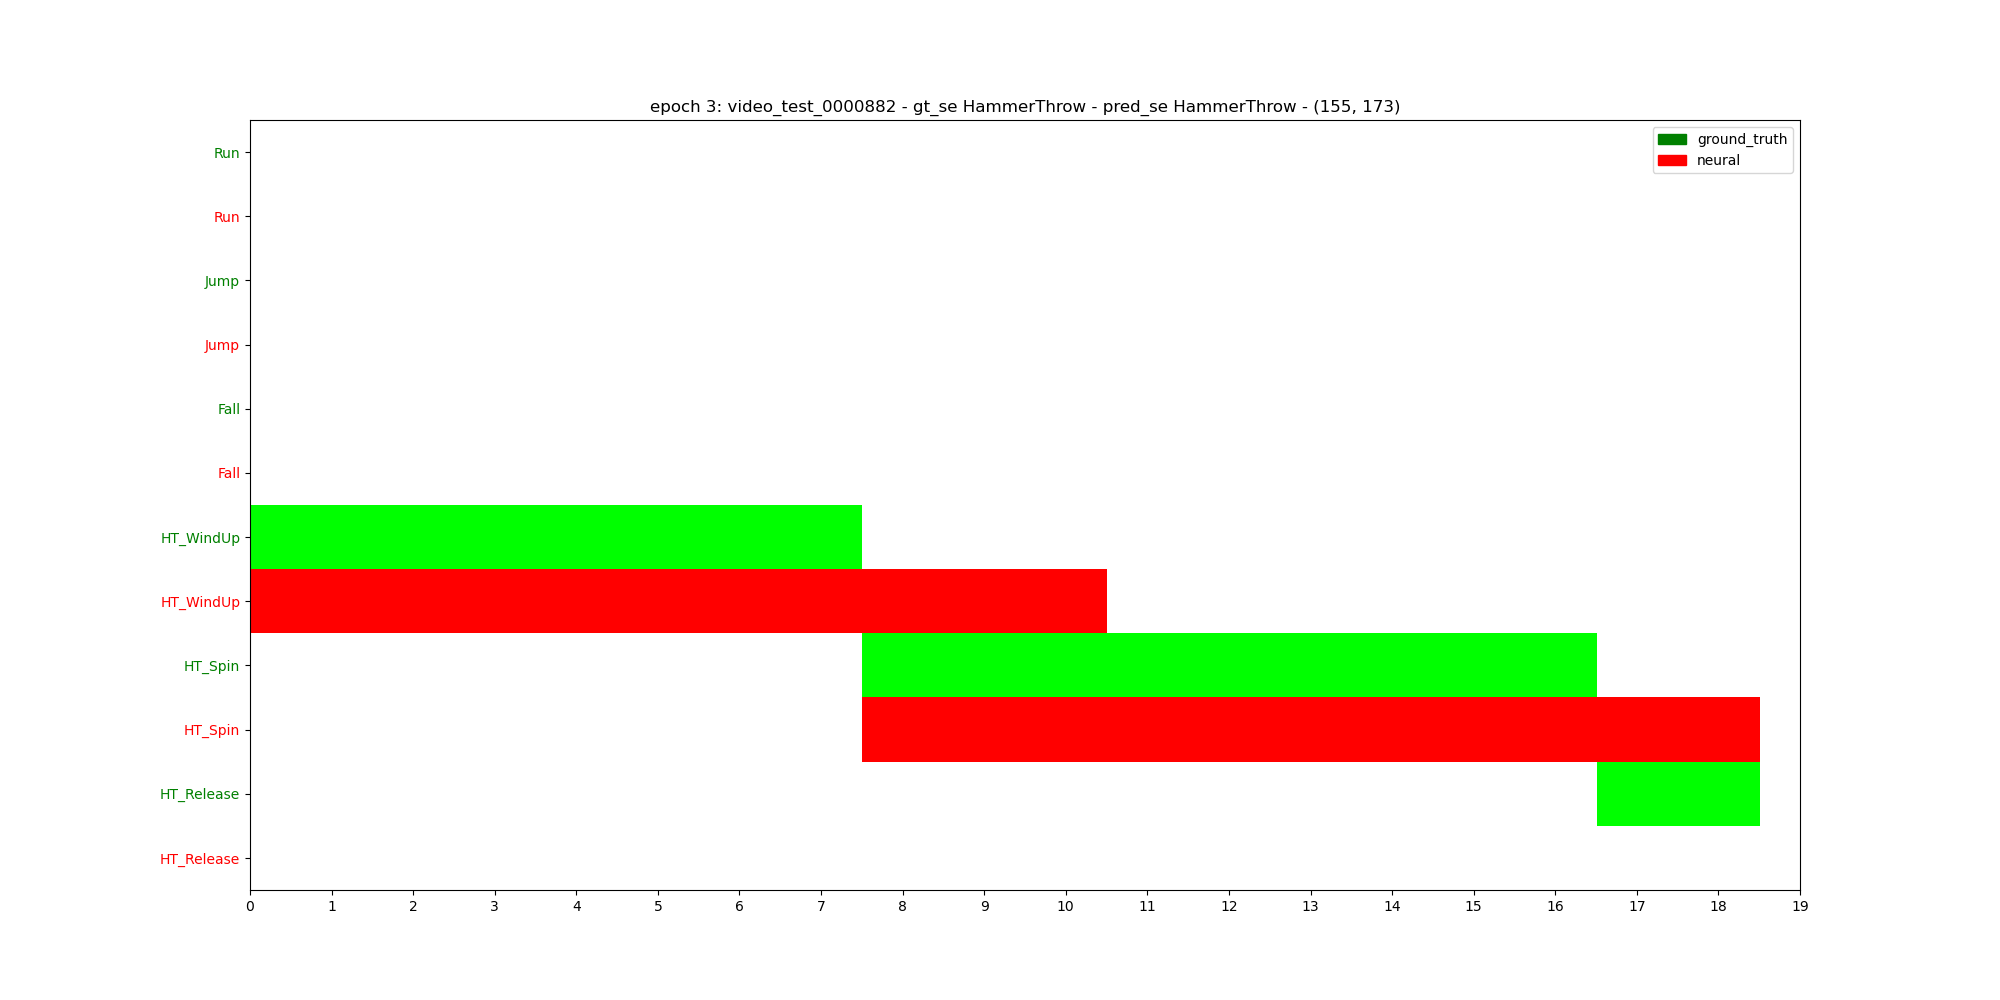 epoch 3: video_test_0000882 - gt_se HammerThrow - pred_se HammerThrow - (155, 173)
ground_truth
neural
Run
Run
Jump
Jump
Fall
Fall
HT_WindUp
HT_WindUp
HT_Spin
HT_Spin
HT_Release
HT_Release
0 1 2 3 4 5 6 7 8 9 10 11 12 13 14 15 16 17 18 19